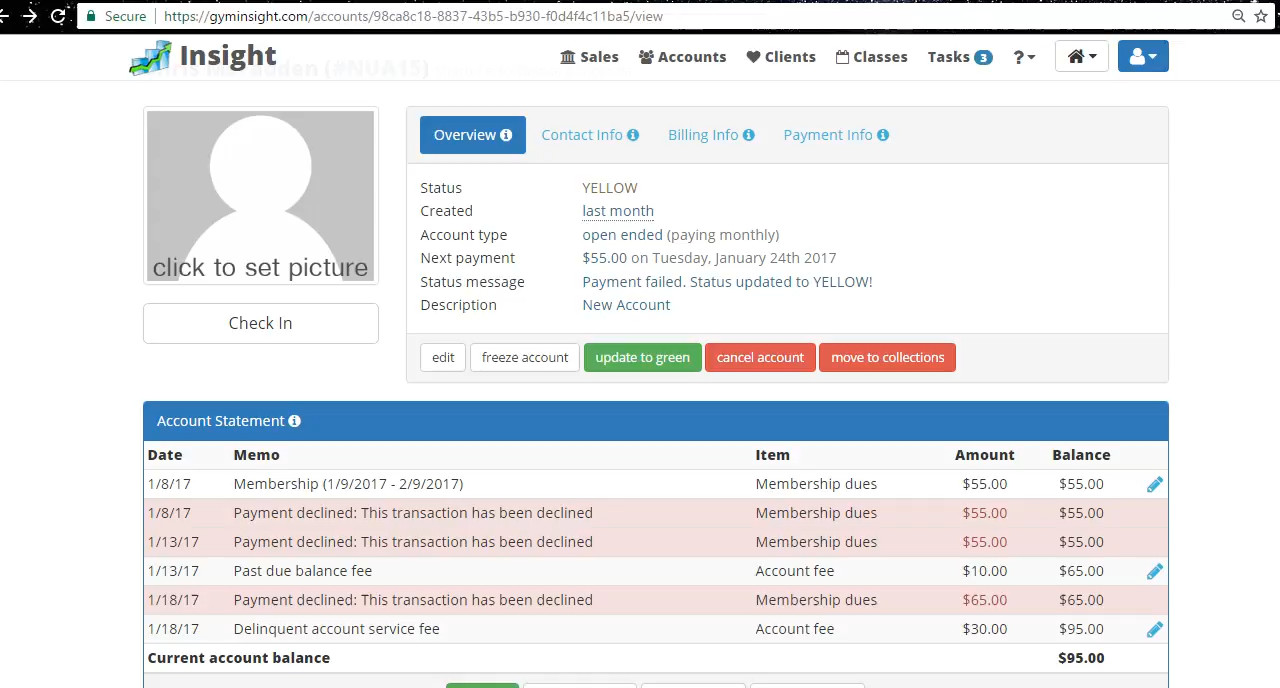 Secure https://gyminsight.com/accounts/98ca8c18-8837-43b5-b930-f0d4f4c11ba5/view
Insight Sales Accounts Clients Classes Tasks 3 ?
(#NUA15)
Overview Contact Info Billing Info Payment Info
click to set picture
Check In
Status YELLOW
Created last month
Account type open ended (paying monthly)
Next payment $55.00 on Tuesday, January 24th 2017
Status message Payment failed. Status updated to YELLOW!
Description New Account
edit freeze account update to green cancel account move to collections
Account Statement
Date Memo Item Amount Balance
1/8/17 Membership (1/9/2017 - 2/9/2017) Membership dues $55.00 $55.00
1/8/17 Payment declined: This transaction has been declined Membership dues $55.00 $55.00
1/13/17 Payment declined: This transaction has been declined Membership dues $55.00 $55.00
1/13/17 Past due balance fee Account fee $10.00 $65.00
1/18/17 Payment declined: This transaction has been declined Membership dues $65.00 $65.00
1/18/17 Delinquent account service fee Account fee $30.00 $95.00
Current account balance $95.00